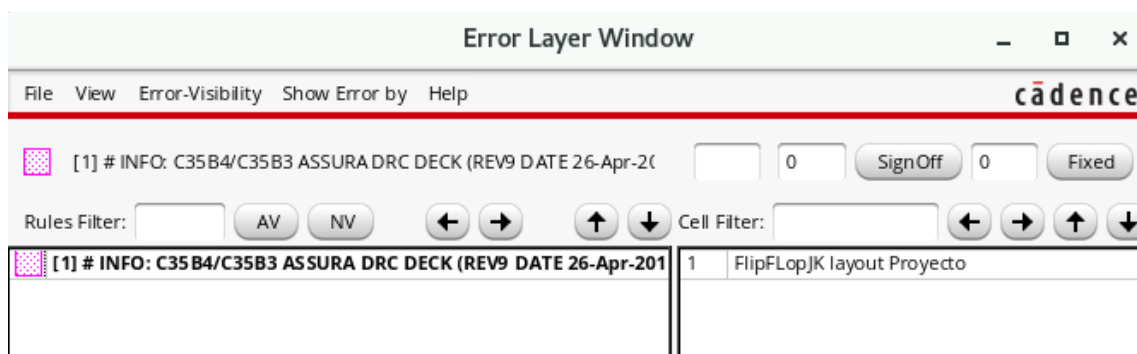 Error Layer Window
File View Error-Visibility Show Error by Help cādence
[1] # INFO: C35B4/C35B3 ASSURA DRC DECK (REV9 DATE 26-Apr-20 0 SignOff 0 Fixed
Rules Filter: AV NV Cell Filter:
[1] # INFO: C35B4/C35B3 ASSURA DRC DECK (REV9 DATE 26-Apr-201 1 FlipFLopJK layout Proyecto